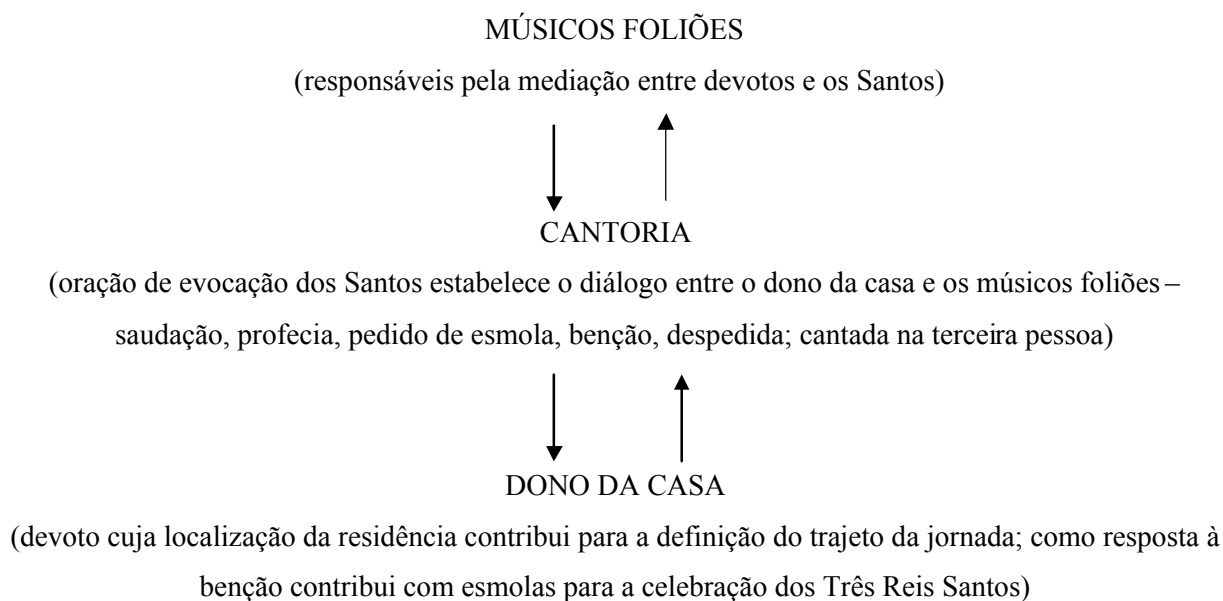 MÚSICOS FOLIÕES
(responsáveis pela mediação entre devotos e os Santos)
CANTORIA
(oração de evocação dos Santos estabelece o diálogo entre o dono da casa e os músicos foliões –
saudação, profecia, pedido de esmola, benção, despedida; cantada na terceira pessoa)
DONO DA CASA
(devoto cuja localização da residência contribui para a definição do trajeto da jornada; como resposta à
benção contribui com esmolas para a celebração dos Três Reis Santos)